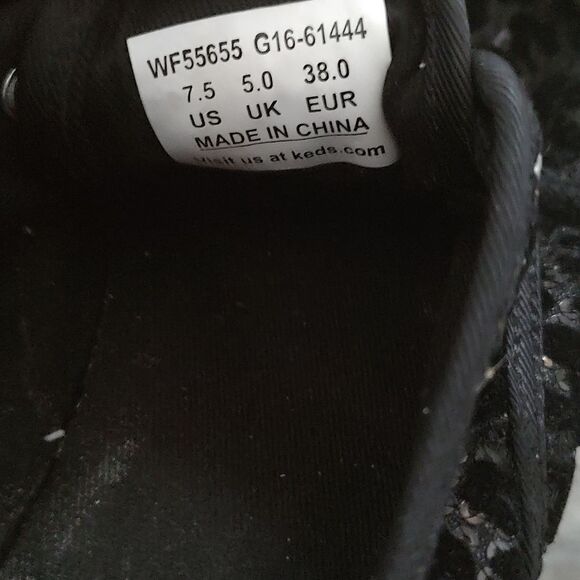 WF55655 G16-61444
7.5 5.0 38.0
US UK EUR
MADE IN CHINA
Visit us at keds.com